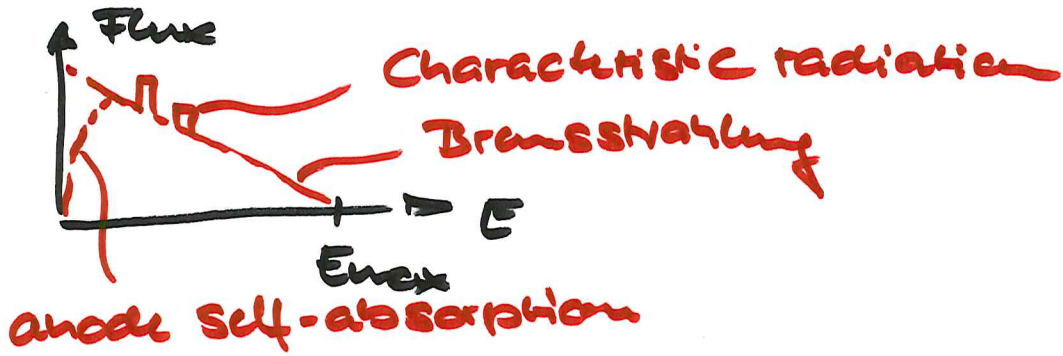 Flux
Characteristic radiation
Bremsstrahlung
E
Emax
anode self-absorption